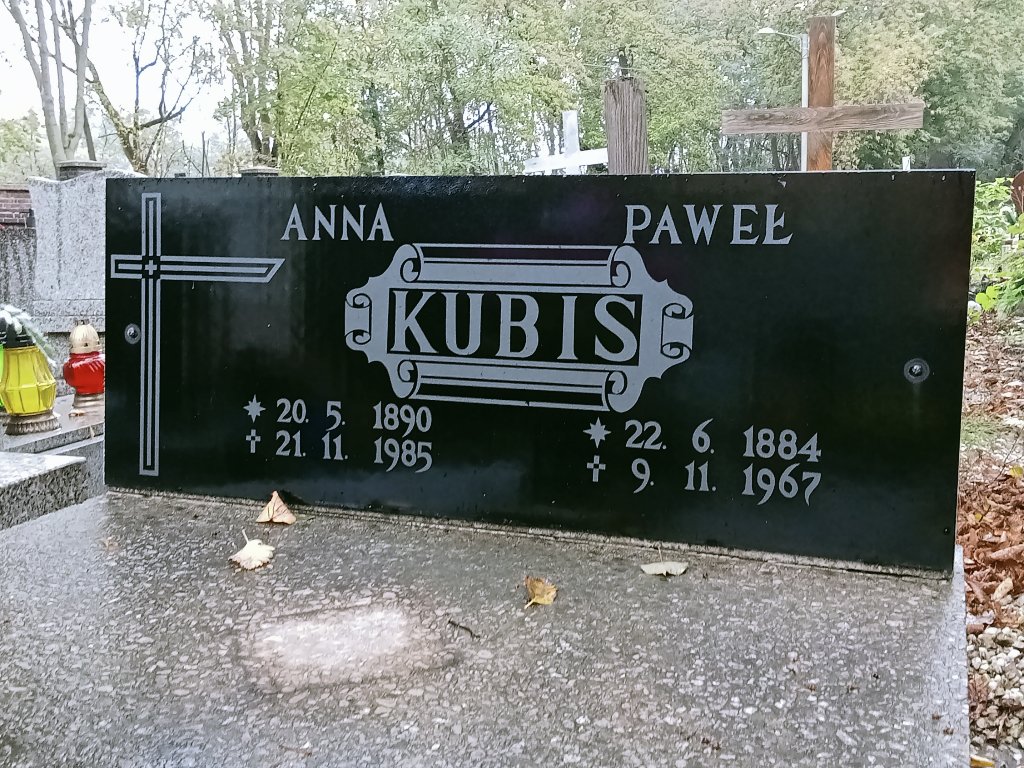 ANNA PAWEŁ
KUBIS
* 20. 5. 1890
† 21. 11. 1985
* 22. 6. 1884
† 9. 11. 1967